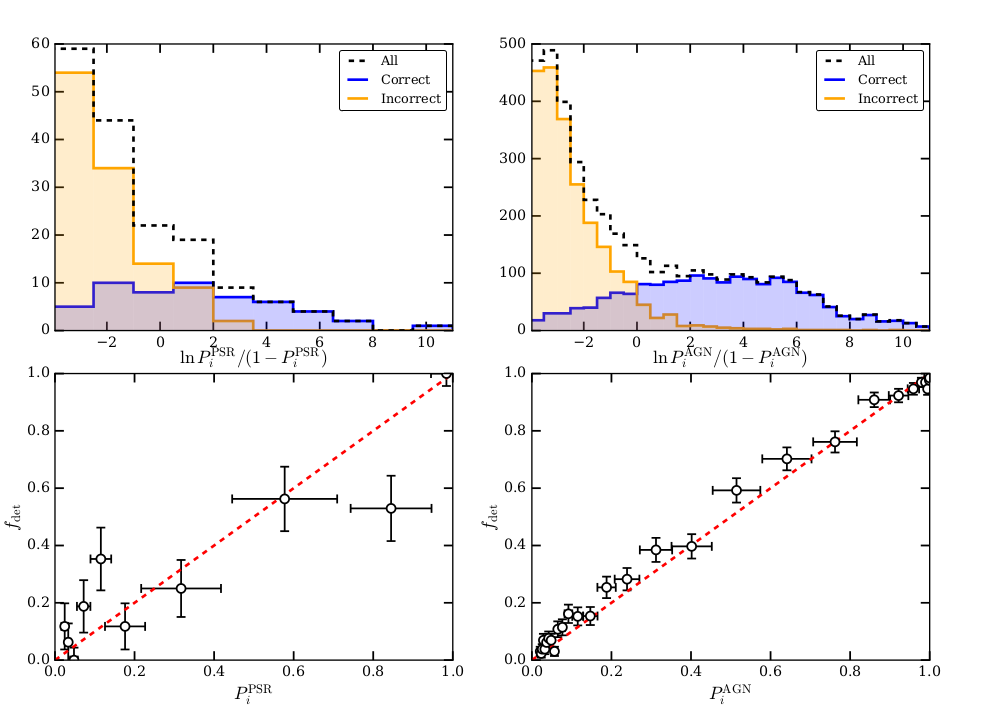 60
50
40
30
20
10
0
All
Correct
Incorrect
−2 0 2 4 6 8 10
ln P_i^PSR/(1 − P_i^PSR)
500
400
300
200
100
0
All
Correct
Incorrect
−2 0 2 4 6 8 10
ln P_i^AGN/(1 − P_i^AGN)
1.0
0.8
0.6
0.4
0.2
0.0
f_det
0.0 0.2 0.4 0.6 0.8 1.0
P_i^PSR
1.0
0.8
0.6
0.4
0.2
0.0
f_det
0.0 0.2 0.4 0.6 0.8 1.0
P_i^AGN